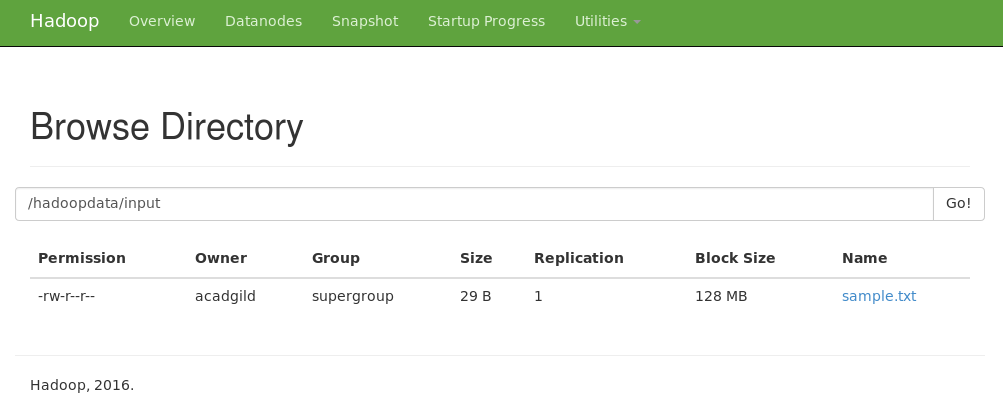 Hadoop Overview Datanodes Snapshot Startup Progress Utilities
Browse Directory
/hadoopdata/input Go!
Permission Owner Group Size Replication Block Size Name
-rw-r--r-- acadgild supergroup 29 B 1 128 MB sample.txt
Hadoop, 2016.